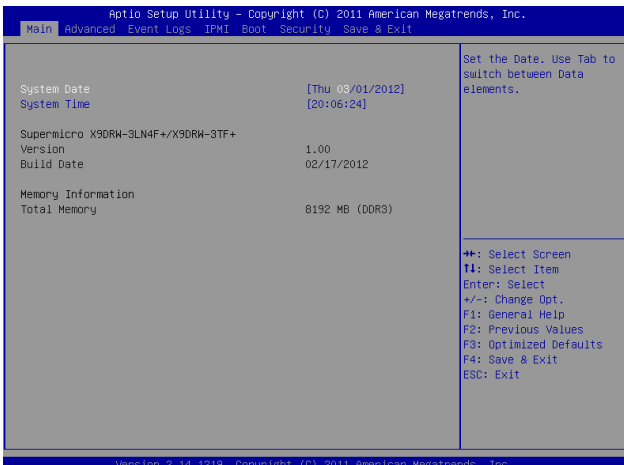 Aptio Setup Utility – Copyright (C) 2011 American Megatrends, Inc.
Main Advanced Event Logs IPMI Boot Security Save & Exit
System Date [Thu 03/01/2012]
System Time [20:06:24]
Supermicro X9DRW-3LN4F+/X9DRW-3TF+
Version 1.00
Build Date 02/17/2012
Memory Information
Total Memory 8192 MB (DDR3)
Set the Date. Use Tab to
switch between Data
elements.
→←: Select Screen
↑↓: Select Item
Enter: Select
+/-: Change Opt.
F1: General Help
F2: Previous Values
F3: Optimized Defaults
F4: Save & Exit
ESC: Exit
Version 2.14.1219. Copyright (C) 2011 American Megatrends, Inc.